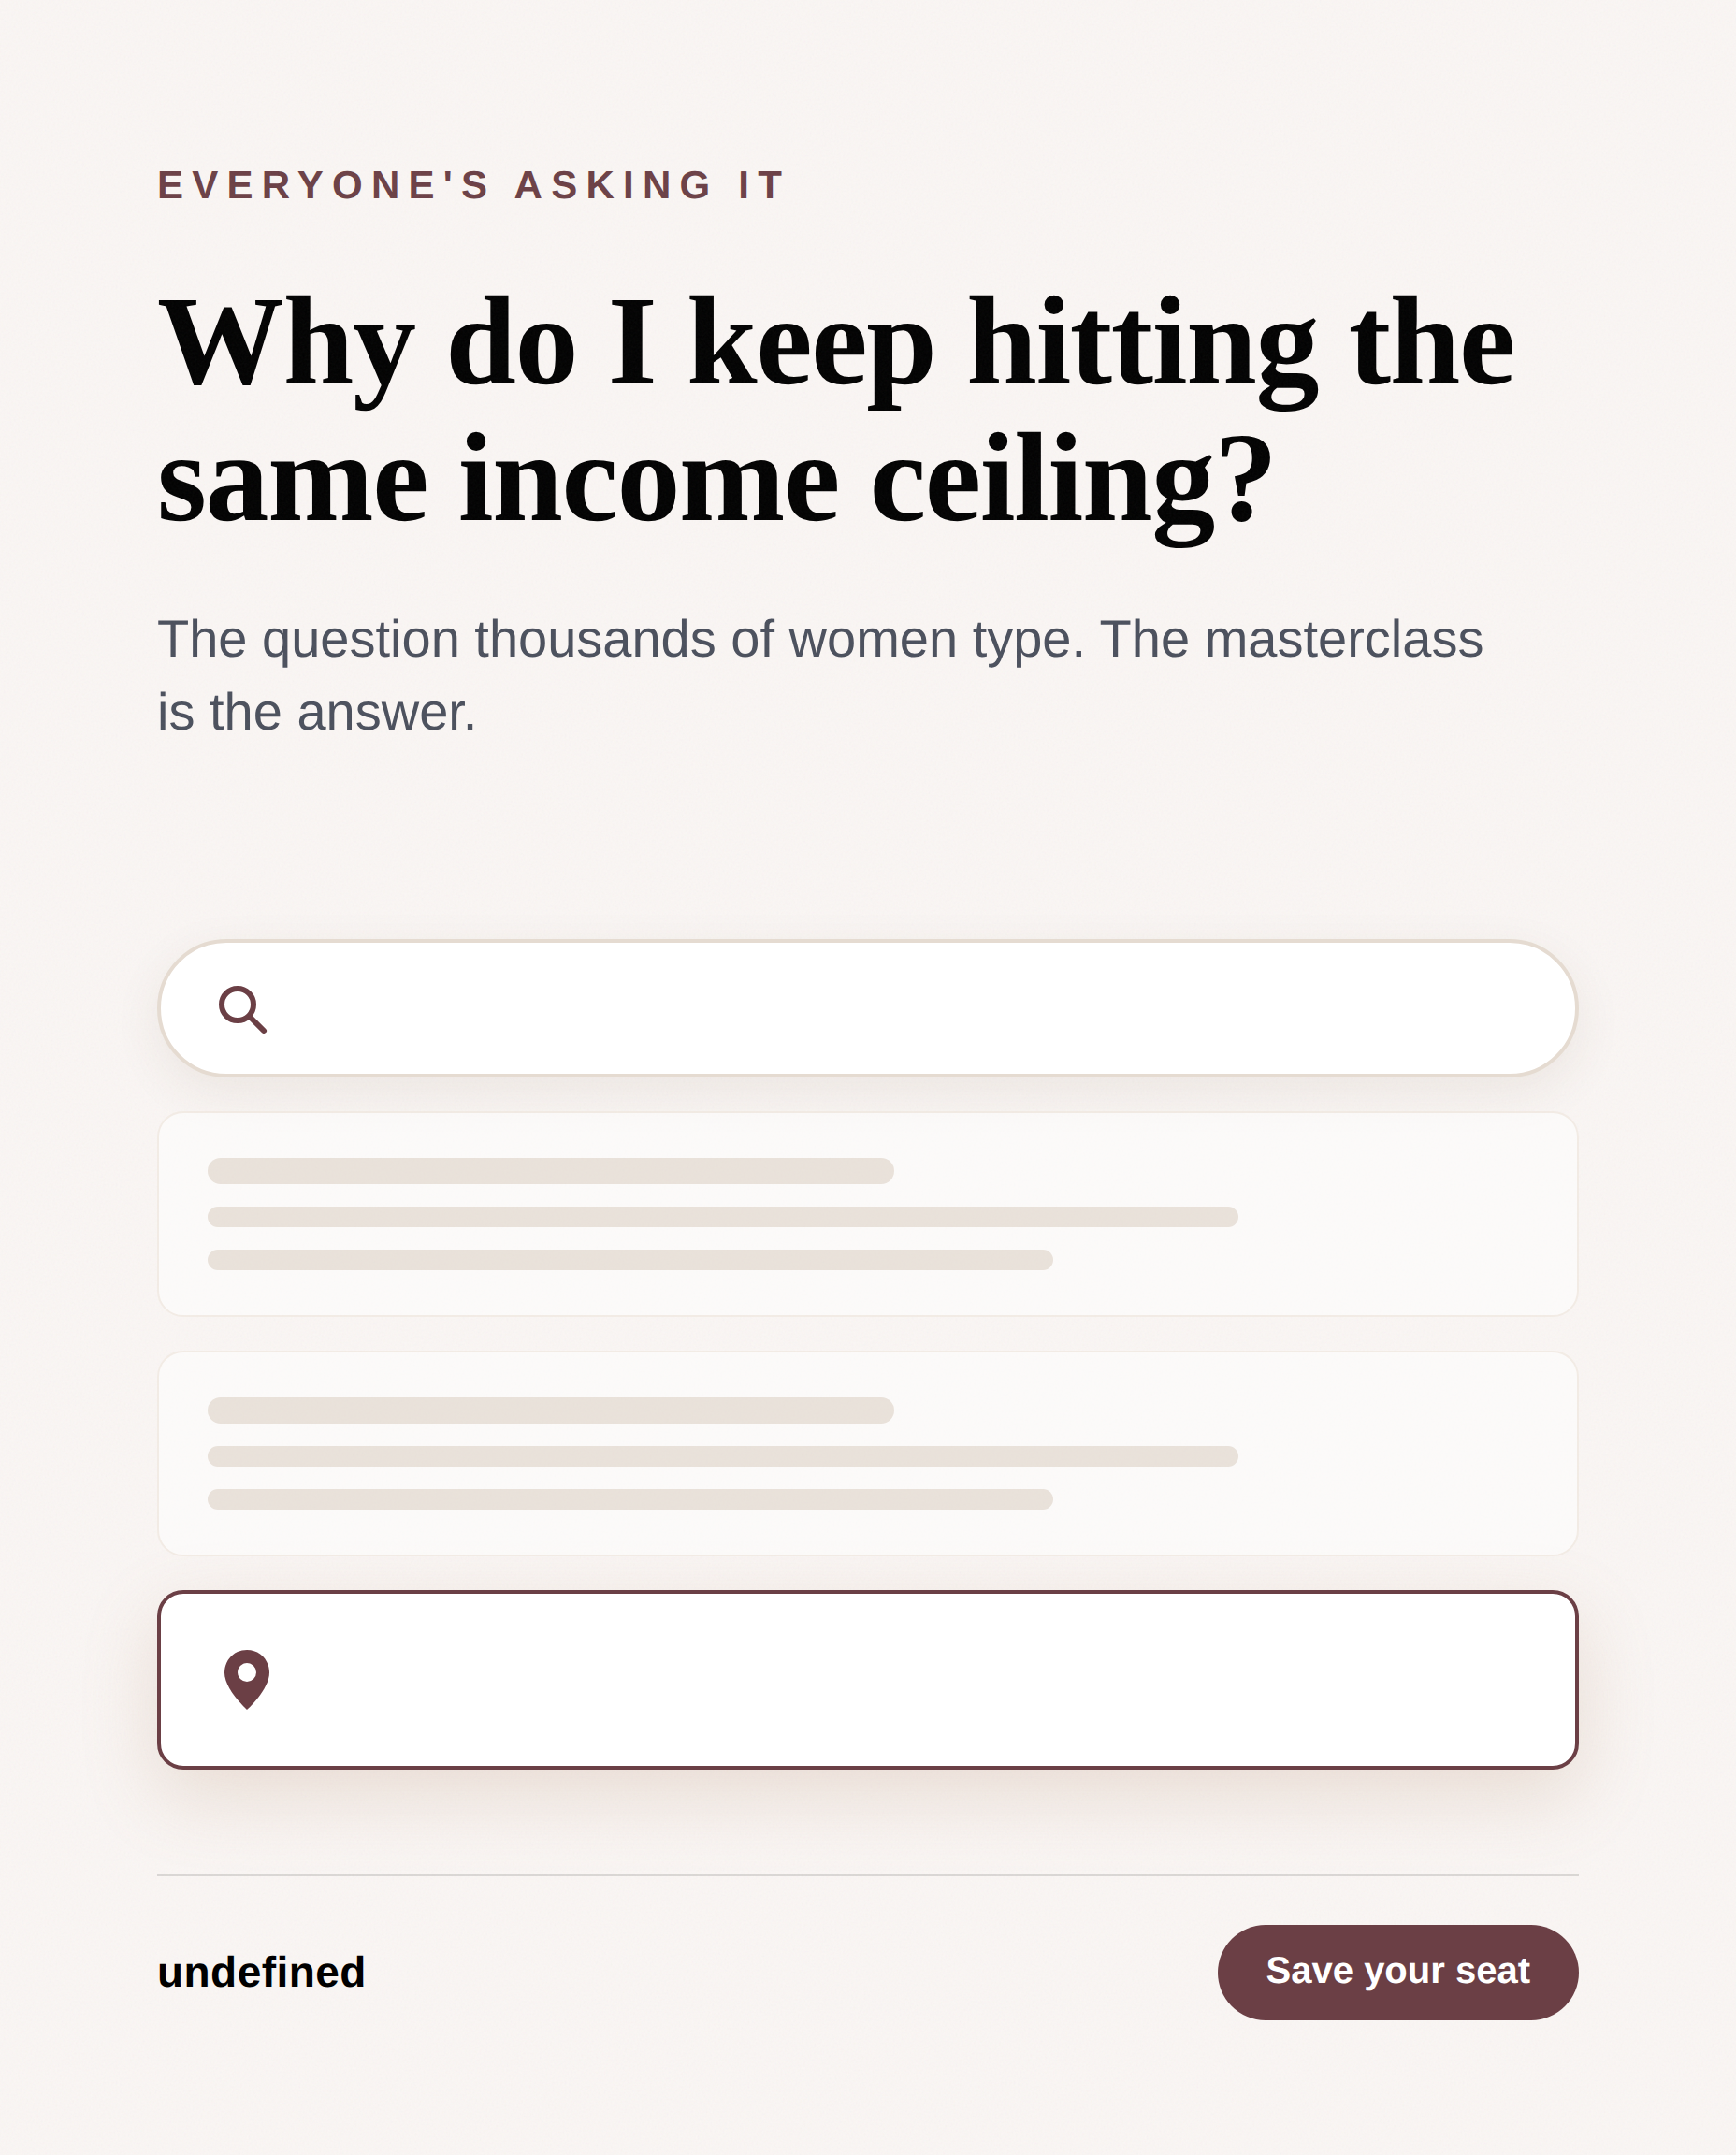 EVERYONE'S ASKING IT
Why do I keep hitting the
same income ceiling?
The question thousands of women type. The masterclass
is the answer.
undefined
Save your seat